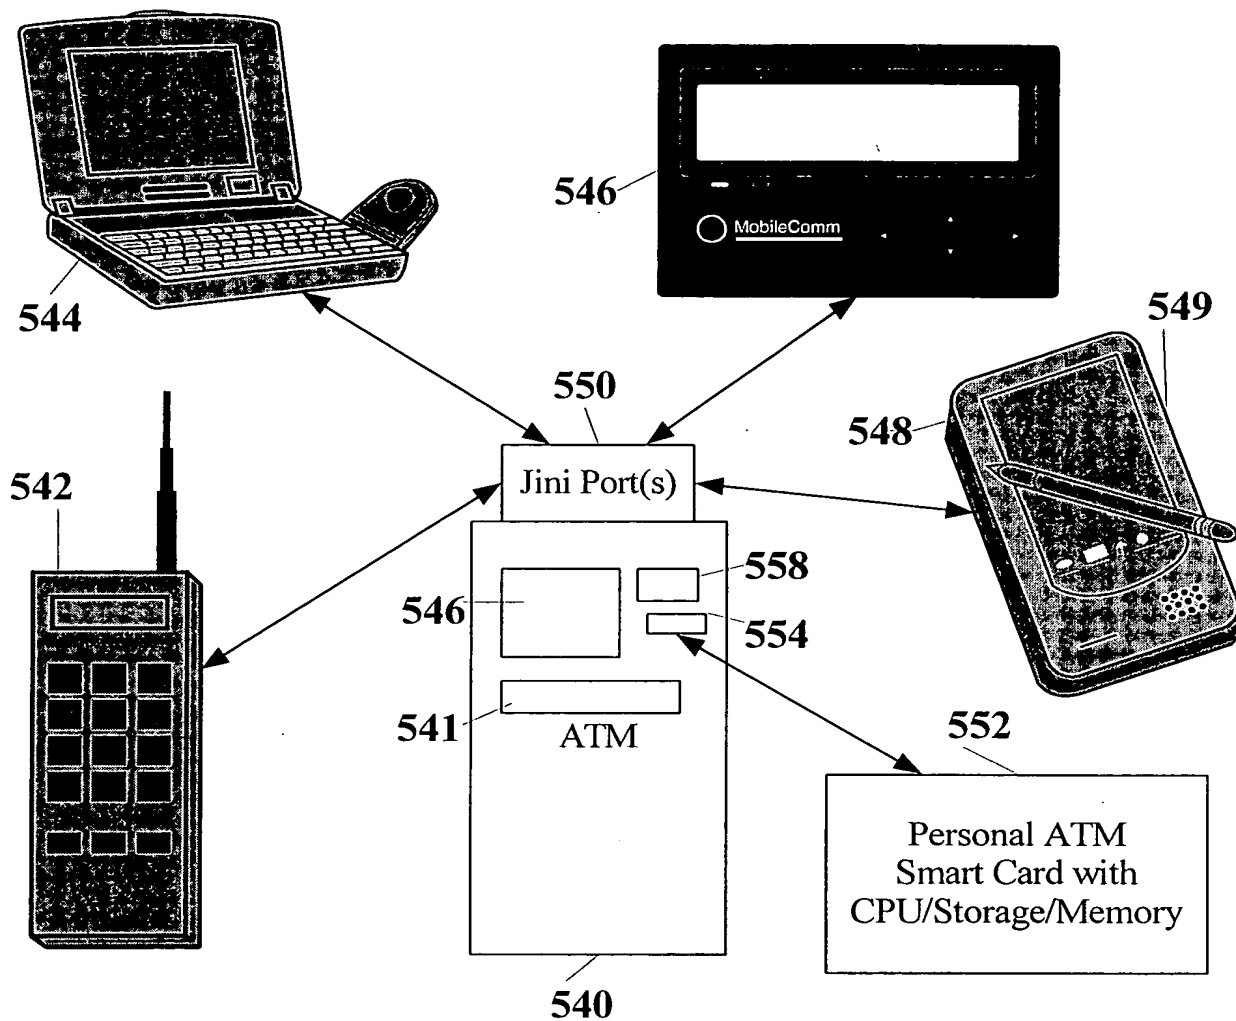 546
MobileComm
544
549
550
548
542
Jini Port(s)
558
546
554
541
ATM
552
Personal ATM
Smart Card with
CPU/Storage/Memory
540